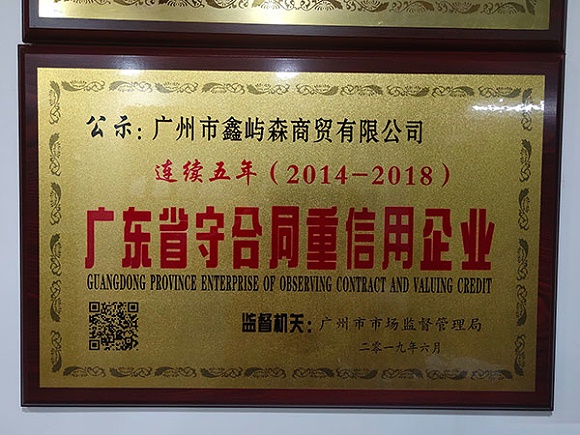 公示：广州市鑫屿森商贸有限公司
连续五年（2014-2018）
广东省守合同重信用企业
GUANGDONG PROVINCE ENTERPRISE OF OBSERVING CONTRACT AND VALUING CREDIT
监督机关：广州市市场监督管理局
二零一九年六月